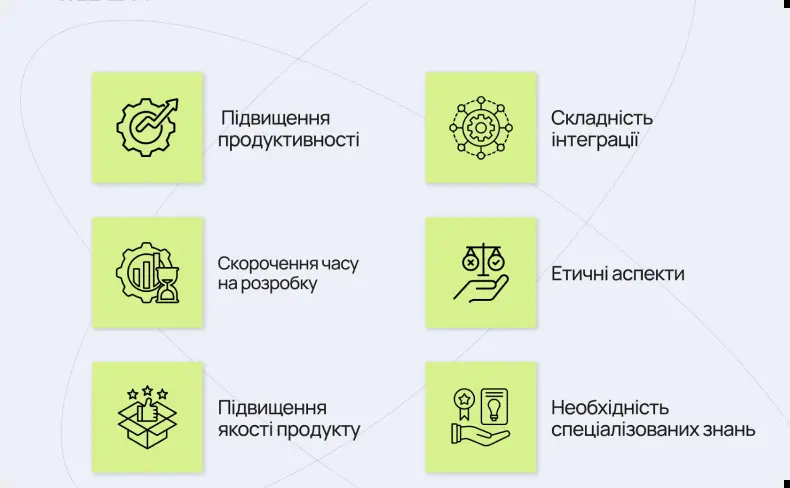 Підвищення
продуктивності
Складність
інтеграції
Скорочення часу
на розробку
Етичні аспекти
Підвищення
якості продукту
Необхідність
спеціалізованих знань